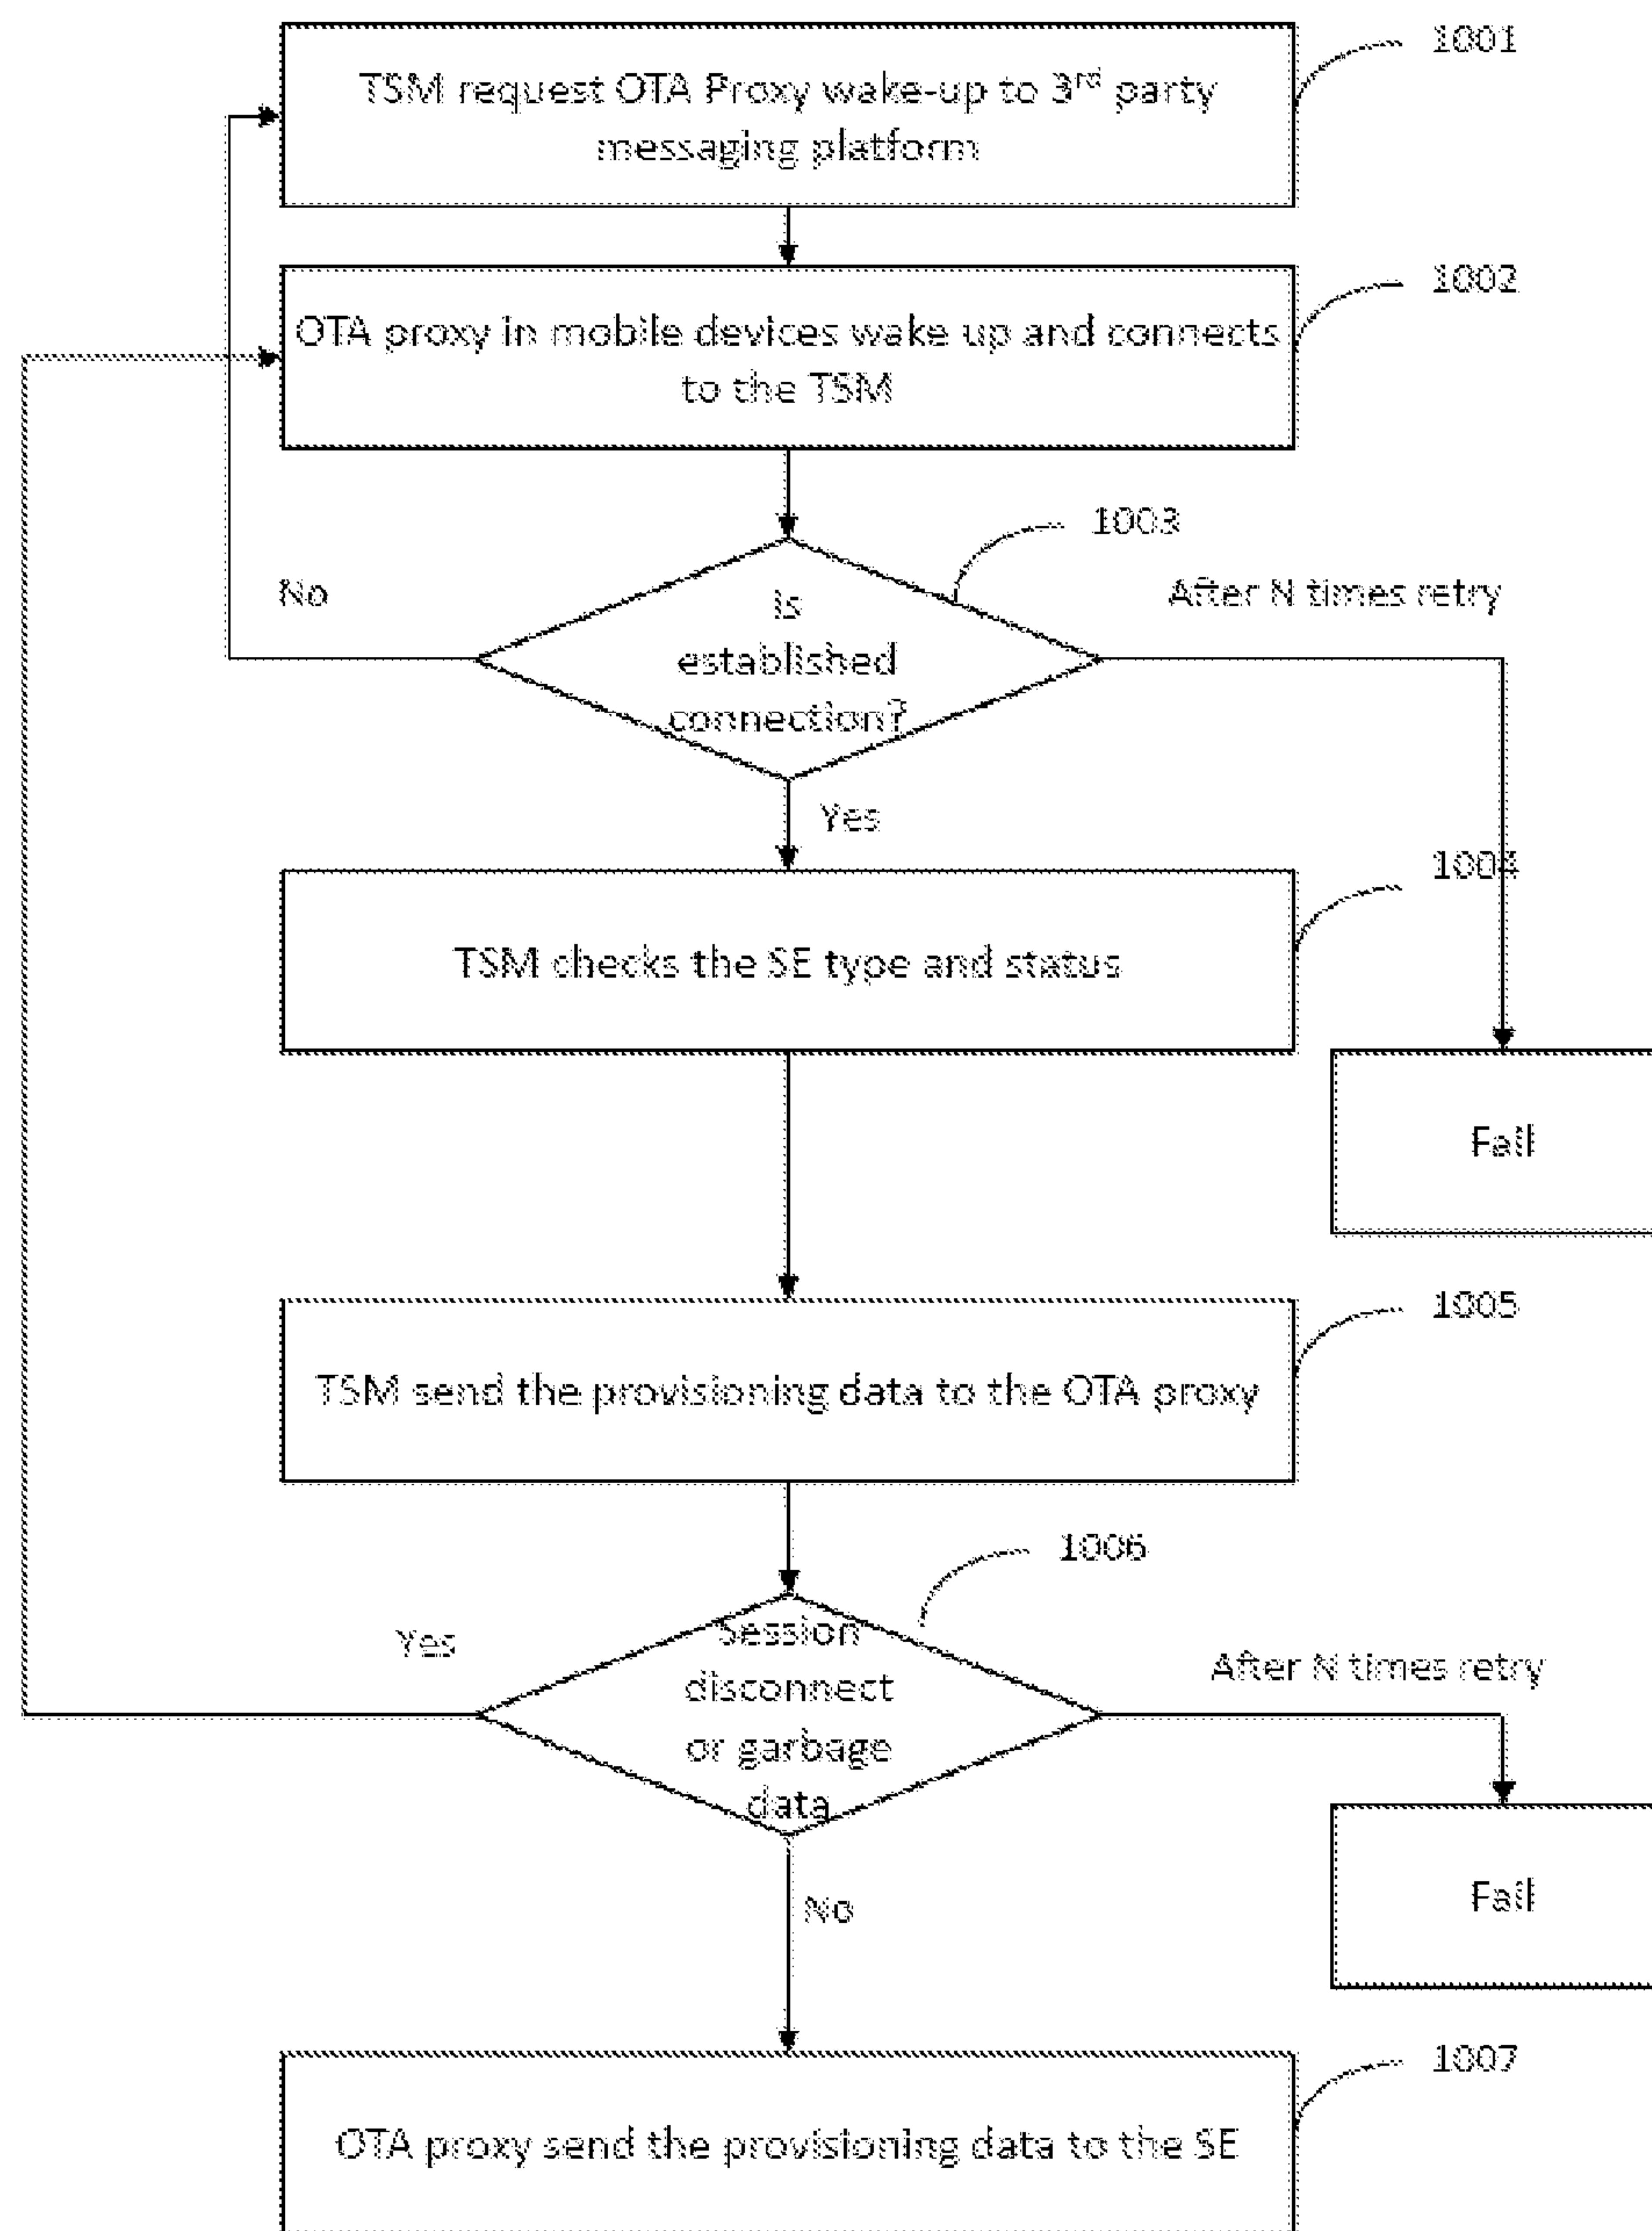 1001
TSM request OTA Proxy wake-up to 3rd party
messaging platform
1002
OTA proxy in mobile devices wake up and connects
to the TSM
1003
No
After N times retry
Is
established
connection?
Yes
1004
TSM checks the SE type and status
Fail
1005
TSM send the provisioning data to the OTA proxy
1006
Yes
After N times retry
Session
disconnect
or garbage
data
Fail
No
1007
OTA proxy send the provisioning data to the SE